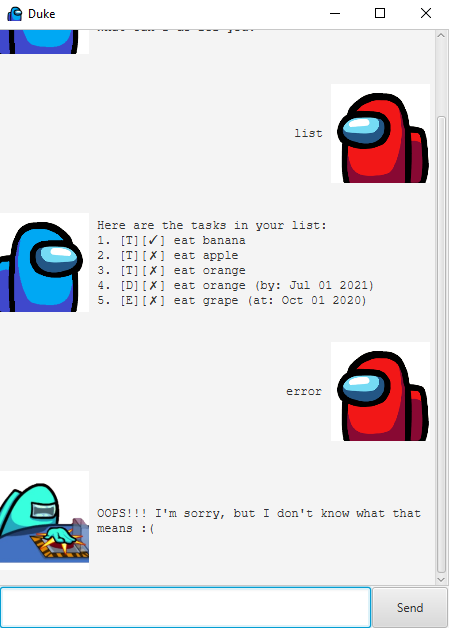 Duke
list
Here are the tasks in your list:
1. [T][✓] eat banana
2. [T][✗] eat apple
3. [T][✗] eat orange
4. [D][✗] eat orange (by: Jul 01 2021)
5. [E][✗] eat grape (at: Oct 01 2020)
error
OOPS!!! I'm sorry, but I don't know what that
means :(
Send